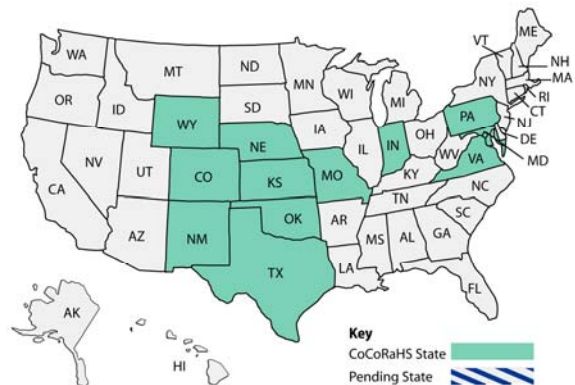 WA
MT
ND
MN
VT
ME
OR
ID
SD
WI
MI
NY
NH
MA
RI
CT
WY
IA
PA
NJ
DE
MD
NV
UT
NE
IL
IN
OH
WV
VA
CA
CO
KS
MO
KY
NC
AZ
NM
OK
AR
TN
SC
TX
LA
MS
AL
GA
FL
AK
HI
Key
CoCoRaHS State
Pending State